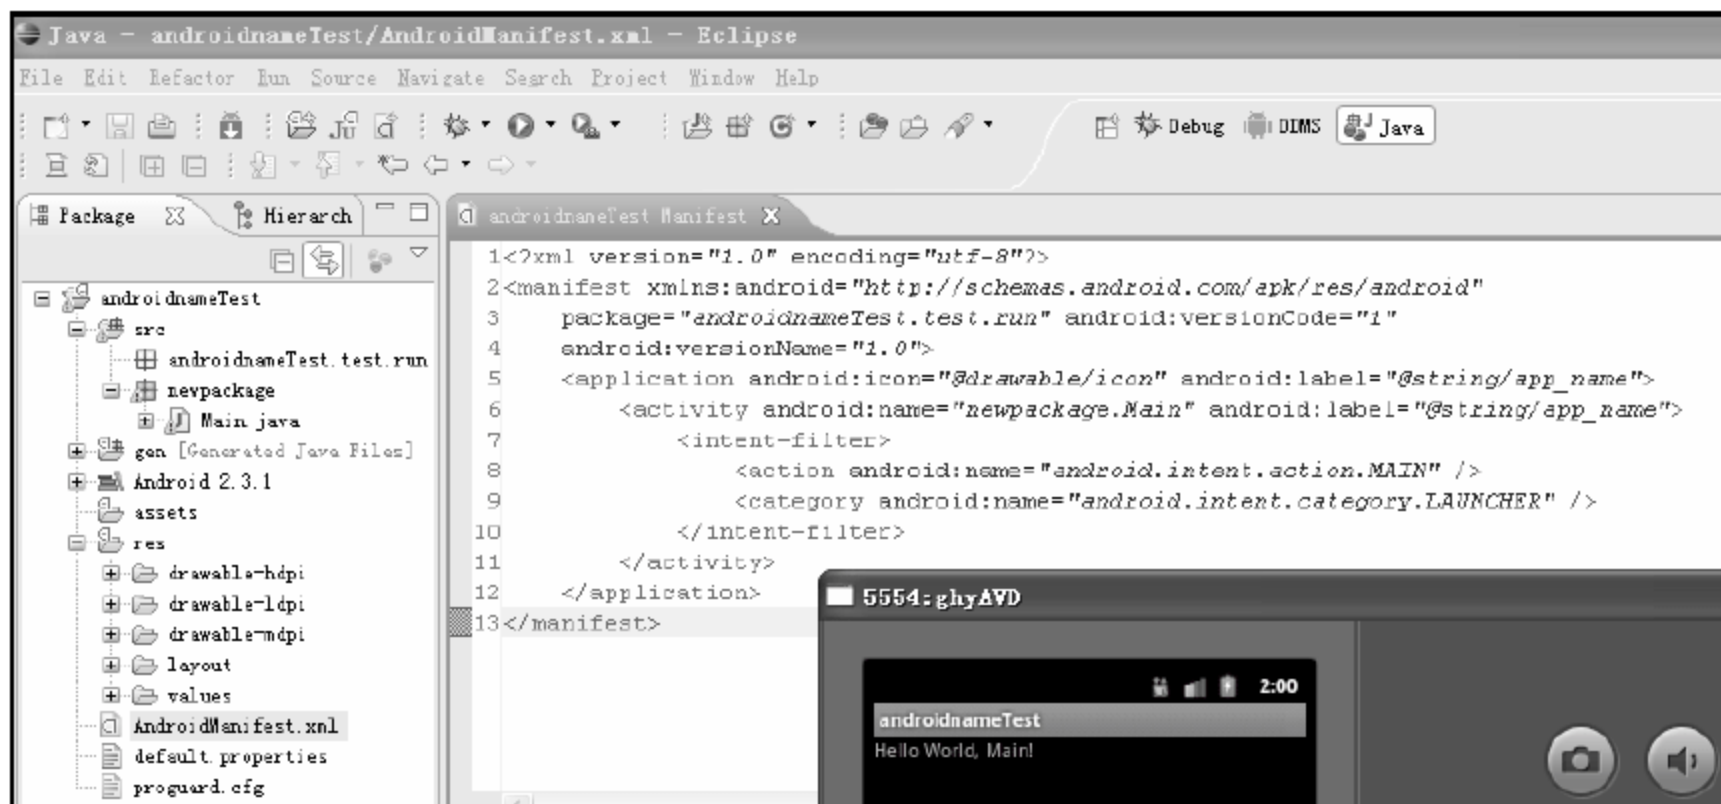 Java - androidnameTest/AndroidManifest.xml - Eclipse
File Edit Refactor Run Source Navigate Search Project Window Help
Debug DDMS Java
Package Hierarch
androidnameTest Manifest
androidnameTest
src
androidnameTest.test.run
newpackage
Main.java
gen [Generated Java Files]
Android 2.3.1
assets
res
drawable-hdpi
drawable-ldpi
drawable-mdpi
layout
values
AndroidManifest.xml
default.properties
proguard.cfg
1<?xml version="1.0" encoding="utf-8"?>
2<manifest xmlns:android="http://schemas.android.com/apk/res/android"
3 package="androidnameTest.test.run" android:versionCode="1"
4 android:versionName="1.0">
5 <application android:icon="@drawable/icon" android:label="@string/app_name">
6 <activity android:name="newpackage.Main" android:label="@string/app_name">
7 <intent-filter>
8 <action android:name="android.intent.action.MAIN" />
9 <category android:name="android.intent.category.LAUNCHER" />
10 </intent-filter>
11 </activity>
12 </application>
13</manifest>
5554:ghyAVD
2:00
androidnameTest
Hello World, Main!